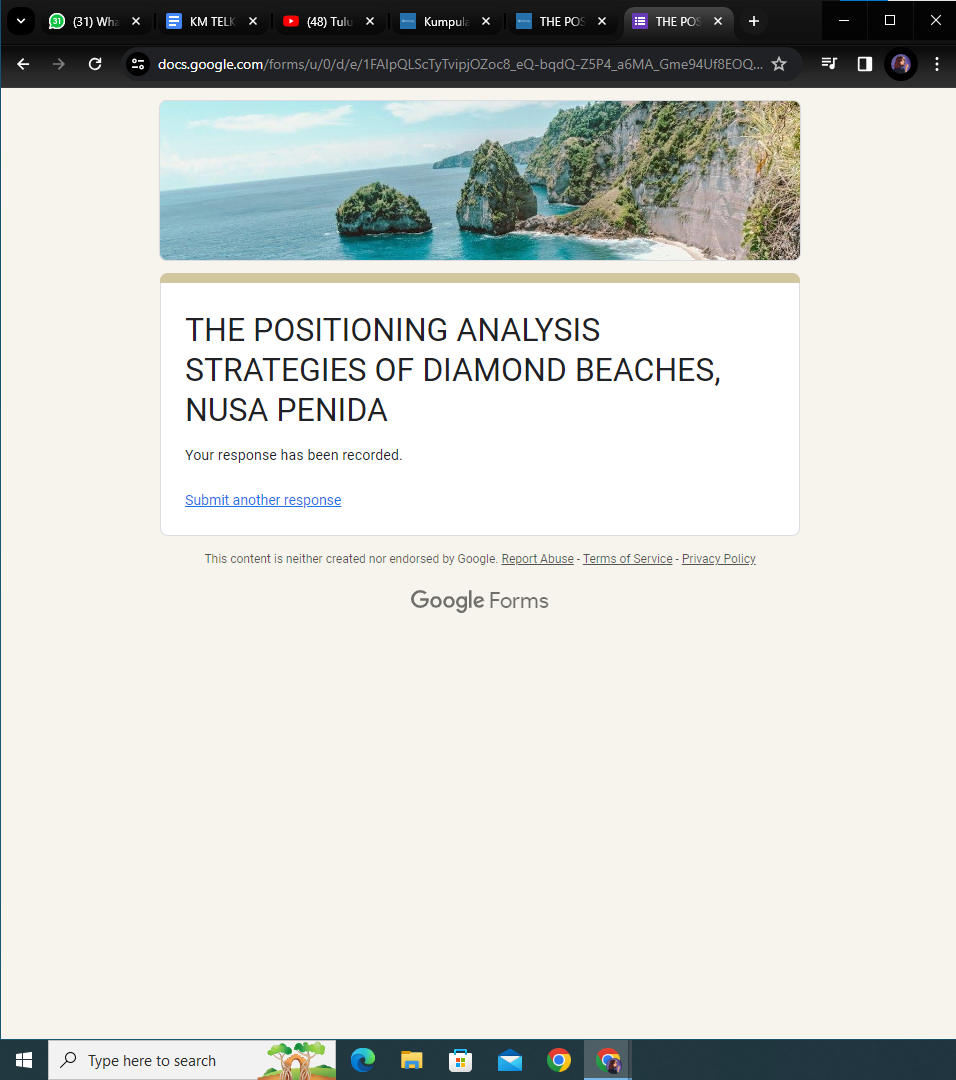 (31) Wha
KM TELK
(48) Tulu
Kumpula
THE POS
THE POS
docs.google.com/forms/u/0/d/e/1FAIpQLScTyTvipjOZoc8_eQ-bqdQ-Z5P4_a6MA_Gme94Uf8EOQ...
THE POSITIONING ANALYSIS
STRATEGIES OF DIAMOND BEACHES,
NUSA PENIDA
Your response has been recorded.
Submit another response
This content is neither created nor endorsed by Google. Report Abuse - Terms of Service - Privacy Policy
Google Forms
Type here to search